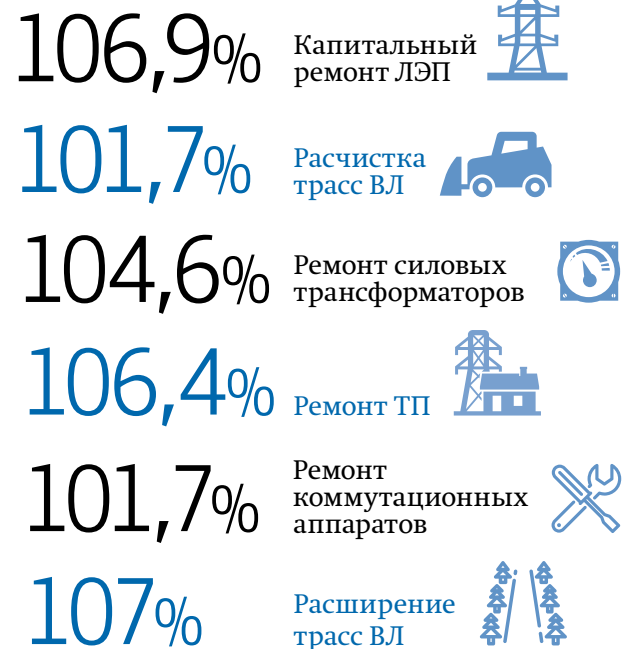 106,9% Капитальный
ремонт ЛЭП
101,7% Расчистка
трасс ВЛ
104,6% Ремонт силовых
трансформаторов
106,4% Ремонт ТП
101,7% Ремонт
коммутационных
аппаратов
107% Расширение
трасс ВЛ